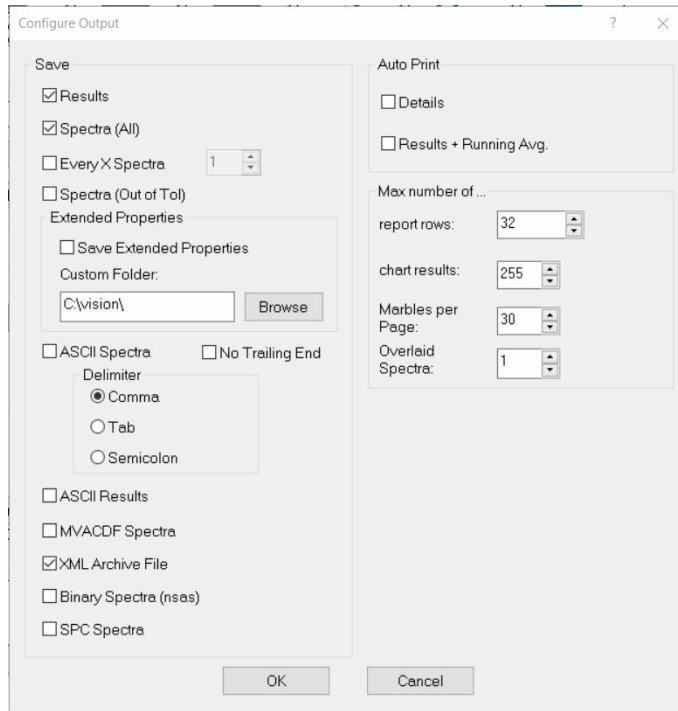 Configure Output
?
Save
Results
Spectra (All)
Every X Spectra
1
Spectra (Out of Tol)
Extended Properties
Save Extended Properties
Custom Folder:
C:\vision\
Browse
ASCII Spectra
No Trailing End
Delimiter
Comma
Tab
Semicolon
ASCII Results
MVACDF Spectra
XML Archive File
Binary Spectra (nsas)
SPC Spectra
Auto Print
Details
Results + Running Avg.
Max number of ...
report rows:
32
chart results:
255
Marbles per
Page:
30
Overlaid
Spectra:
1
OK
Cancel